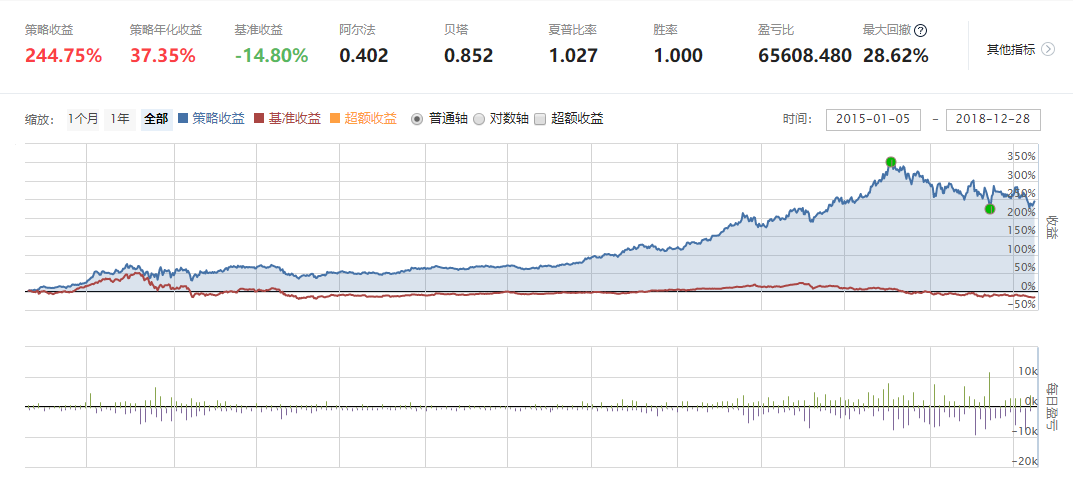 策略收益 策略年化收益 基准收益 阿尔法 贝塔 夏普比率 胜率 盈亏比 最大回撤 ?
244.75% 37.35% -14.80% 0.402 0.852 1.027 1.000 65608.480 28.62%
其他指标
缩放: 1个月 1年 全部 策略收益 基准收益 超额收益 普通轴 对数轴 超额收益 时间: 2015-01-05 - 2018-12-28
350%
300%
250%
200%
150%
100%
50%
0%
-50%
收益
10k
0k
-10k
-20k
每日盈亏